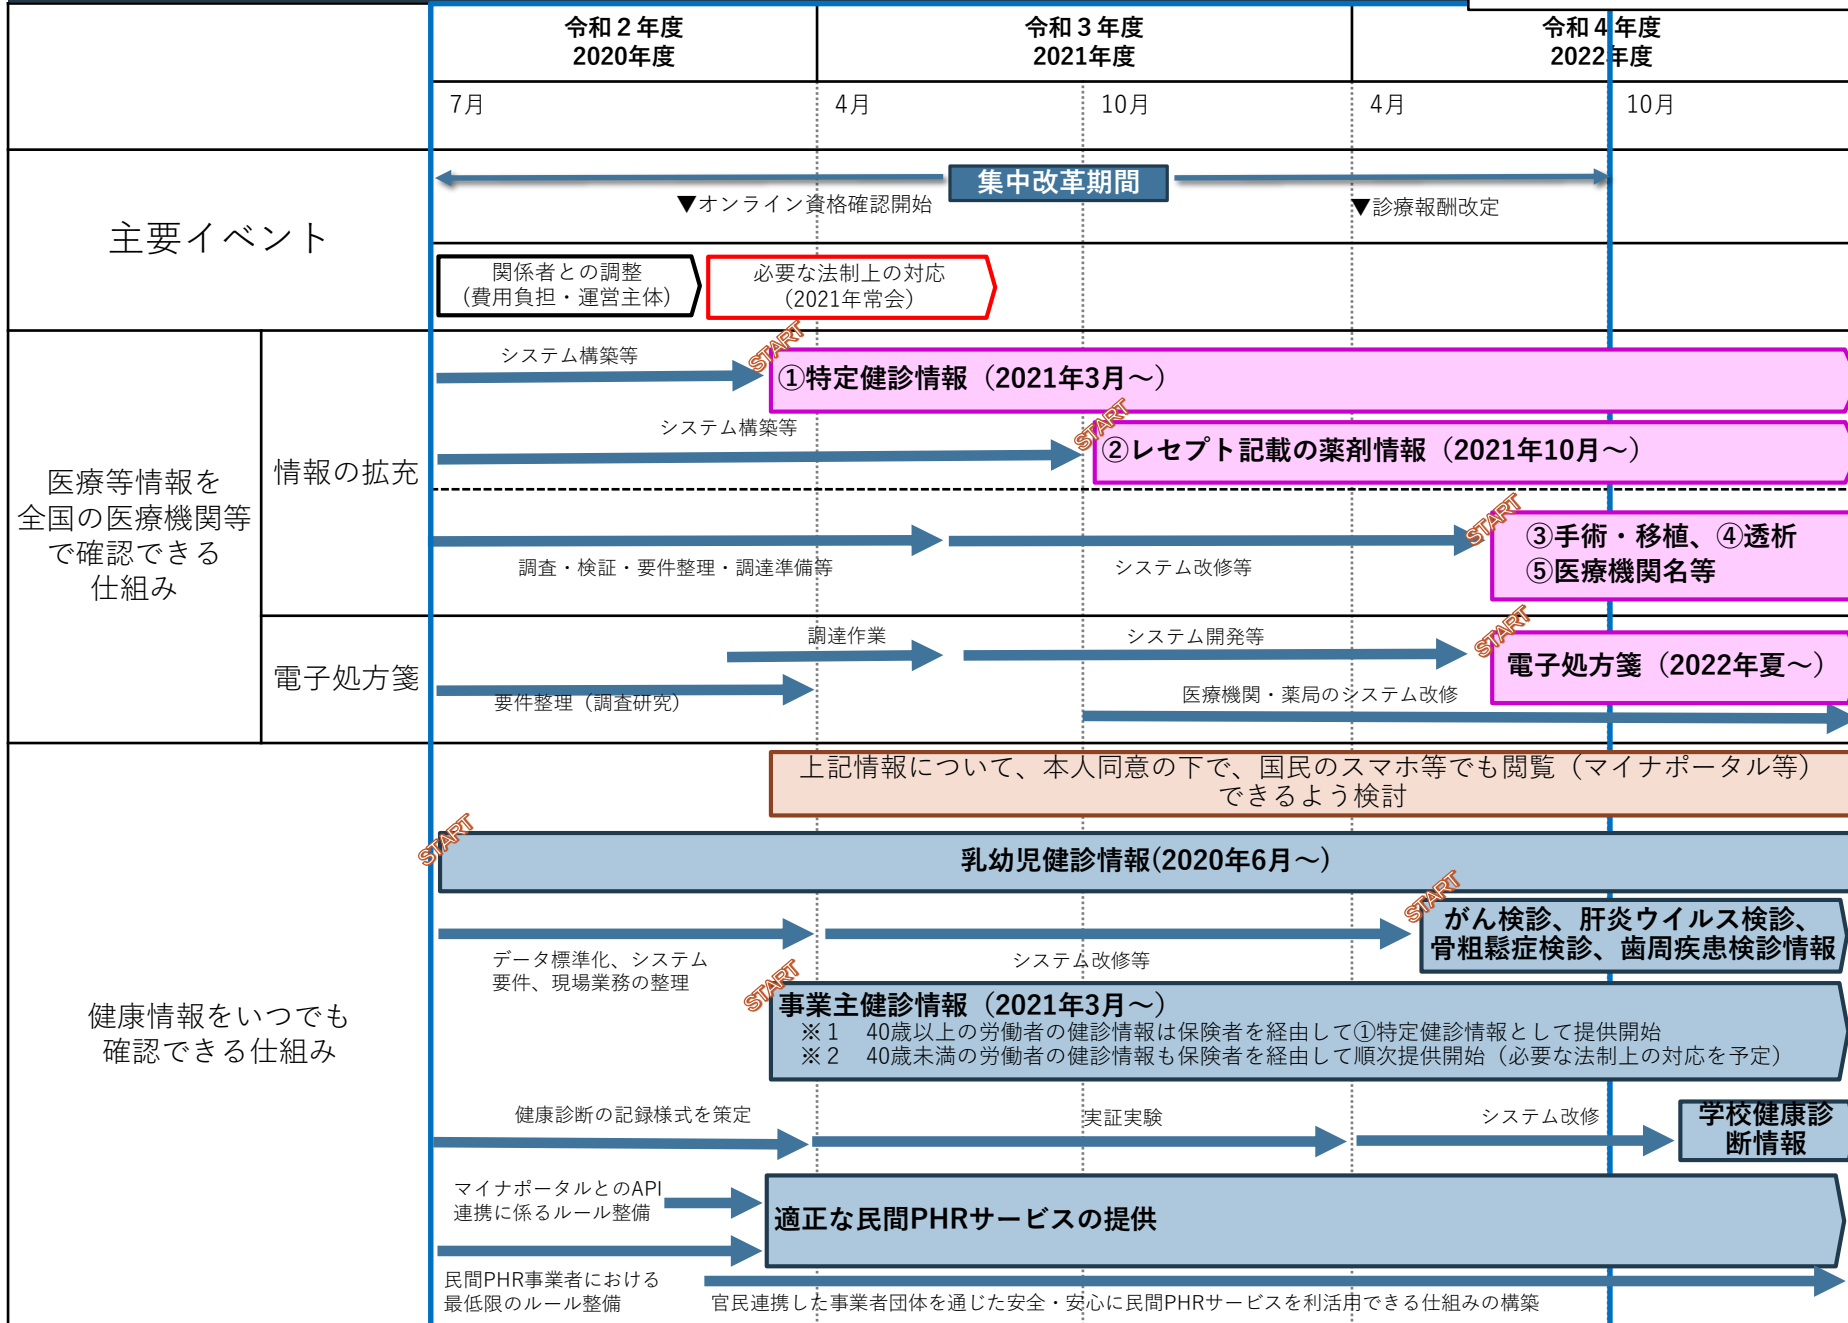 令和２年度
2020年度
令和３年度
2021年度
令和４年度
2022年度
7月
4月
10月
4月
10月
主要イベント
集中改革期間
▼オンライン資格確認開始
▼診療報酬改定
関係者との調整
(費用負担・運営主体)
必要な法制上の対応
(2021年常会)
医療等情報を
全国の医療機関等
で確認できる
仕組み
情報の拡充
システム構築等
START
①特定健診情報（2021年3月～）
システム構築等
START
②レセプト記載の薬剤情報（2021年10月～）
調査・検証・要件整理・調達準備等
システム改修等
START
③手術・移植、④透析
⑤医療機関名等
電子処方箋
調達作業
要件整理（調査研究）
システム開発等
START
電子処方箋（2022年夏～）
医療機関・薬局のシステム改修
健康情報をいつでも
確認できる仕組み
上記情報について、本人同意の下で、国民のスマホ等でも閲覧（マイナポータル等）
できるよう検討
START
乳幼児健診情報(2020年6月～)
データ標準化、システム
要件、現場業務の整理
システム改修等
START
がん検診、肝炎ウイルス検診、
骨粗鬆症検診、歯周疾患検診情報
START
事業主健診情報（2021年3月～）
※１　40歳以上の労働者の健診情報は保険者を経由して①特定健診情報として提供開始
※２　40歳未満の労働者の健診情報も保険者を経由して順次提供開始（必要な法制上の対応を予定）
健康診断の記録様式を策定
実証実験
システム改修
学校健康診
断情報
マイナポータルとのAPI
連携に係るルール整備
適正な民間PHRサービスの提供
民間PHR事業者における
最低限のルール整備
官民連携した事業者団体を通じた安全・安心に民間PHRサービスを利活用できる仕組みの構築